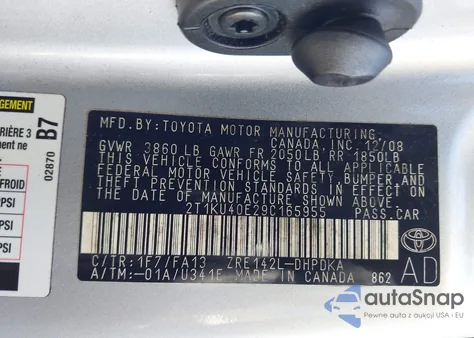 GEMENT
RIÈRE 3
ent ne
B7
02870
FROID
PSI
PSI
PSI
MFD.BY:TOYOTA MOTOR MANUFACTURING.
CANADA, INC. 12/08
GVWR 3860 LB GAWR FR 2050LB RR 1850LB
THIS VEHICLE CONFORMS TO ALL APPLICABLE
FEDERAL MOTOR VEHICLE SAFETY, BUMPER, AND
THEFT PREVENTION STANDARDS IN EFFECT ON
THE DATE OF MANUFACTURE SHOWN ABOVE.
2T1KU40E29C165955 PASS.CAR
C/TR:1F7/FA13 ZRE142L-DHPDKA
A/TM:-01A/U341E MADE IN CANADA 862
TOYOTA
AD
autoSnap
Pewne auta z USA i EU